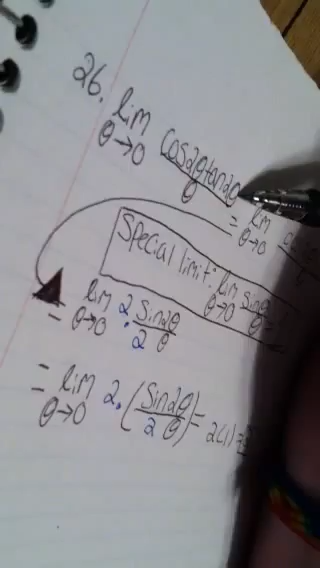 26. lim θ→0 cos2θtan2θ / θ
= lim θ→0
Special limit: lim θ→0 sinθ / θ
= lim θ→0 2/2 · sin2θ / θ
= lim θ→0 2 · (sin2θ / 2θ) = 2(1) =